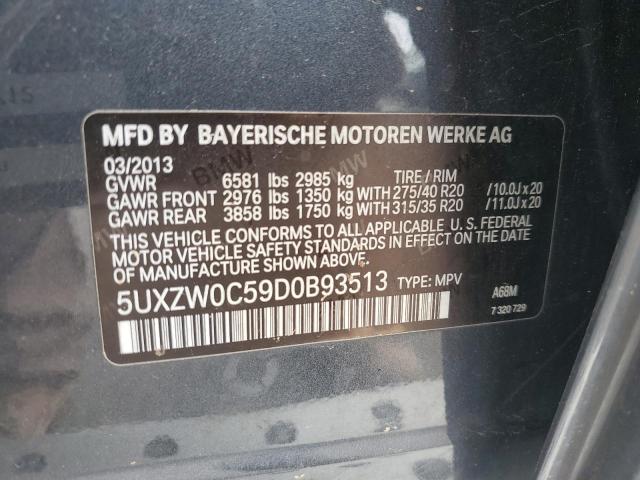 MFD BY BAYERISCHE MOTOREN WERKE AG
03/2013
GVWR 6581 lbs 2985 kg TIRE / RIM
GAWR FRONT 2976 lbs 1350 kg WITH 275/40 R20 /10.0J x 20
GAWR REAR 3858 lbs 1750 kg WITH 315/35 R20 /11.0J x 20
THIS VEHICLE CONFORMS TO ALL APPLICABLE U. S. FEDERAL
MOTOR VEHICLE SAFETY STANDARDS IN EFFECT ON THE DATE
OF MANUFACTURE SHOWN ABOVE.
5UXZW0C59D0B93513 TYPE: MPV A68M
7 320 729